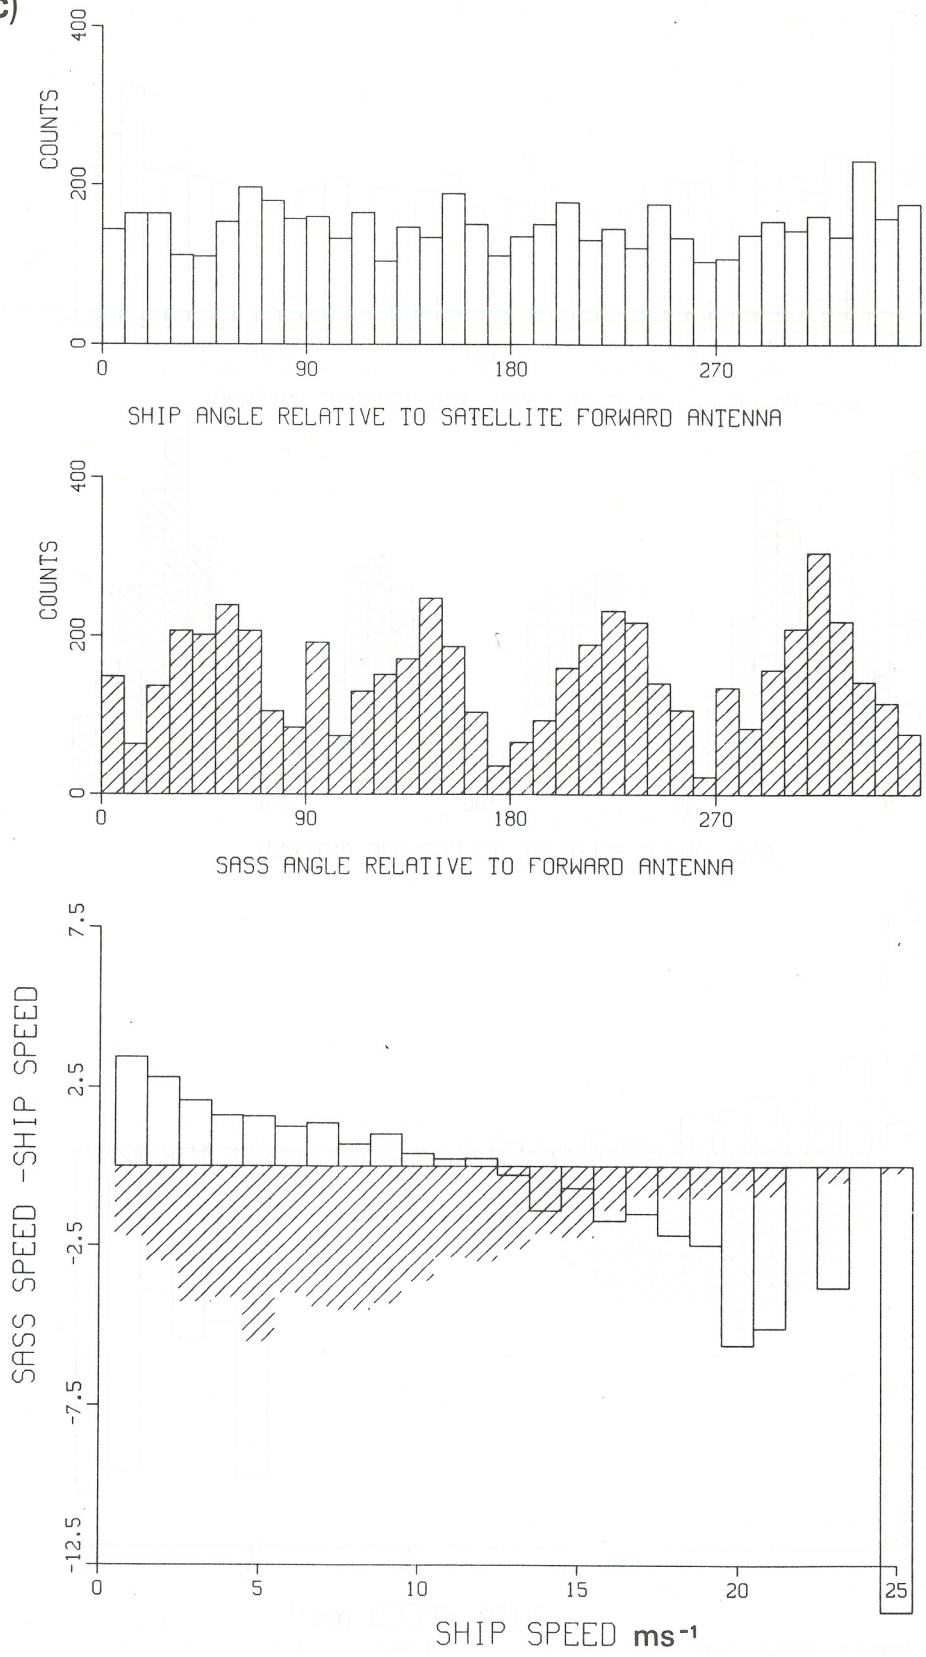 c)
400
200
0
COUNTS
0 90 180 270
SHIP ANGLE RELATIVE TO SATELLITE FORWARD ANTENNA
400
200
0
COUNTS
0 90 180 270
SASS ANGLE RELATIVE TO FORWARD ANTENNA
7.5
2.5
-2.5
-7.5
-12.5
SASS SPEED -SHIP SPEED
0 5 10 15 20 25
SHIP SPEED ms⁻¹